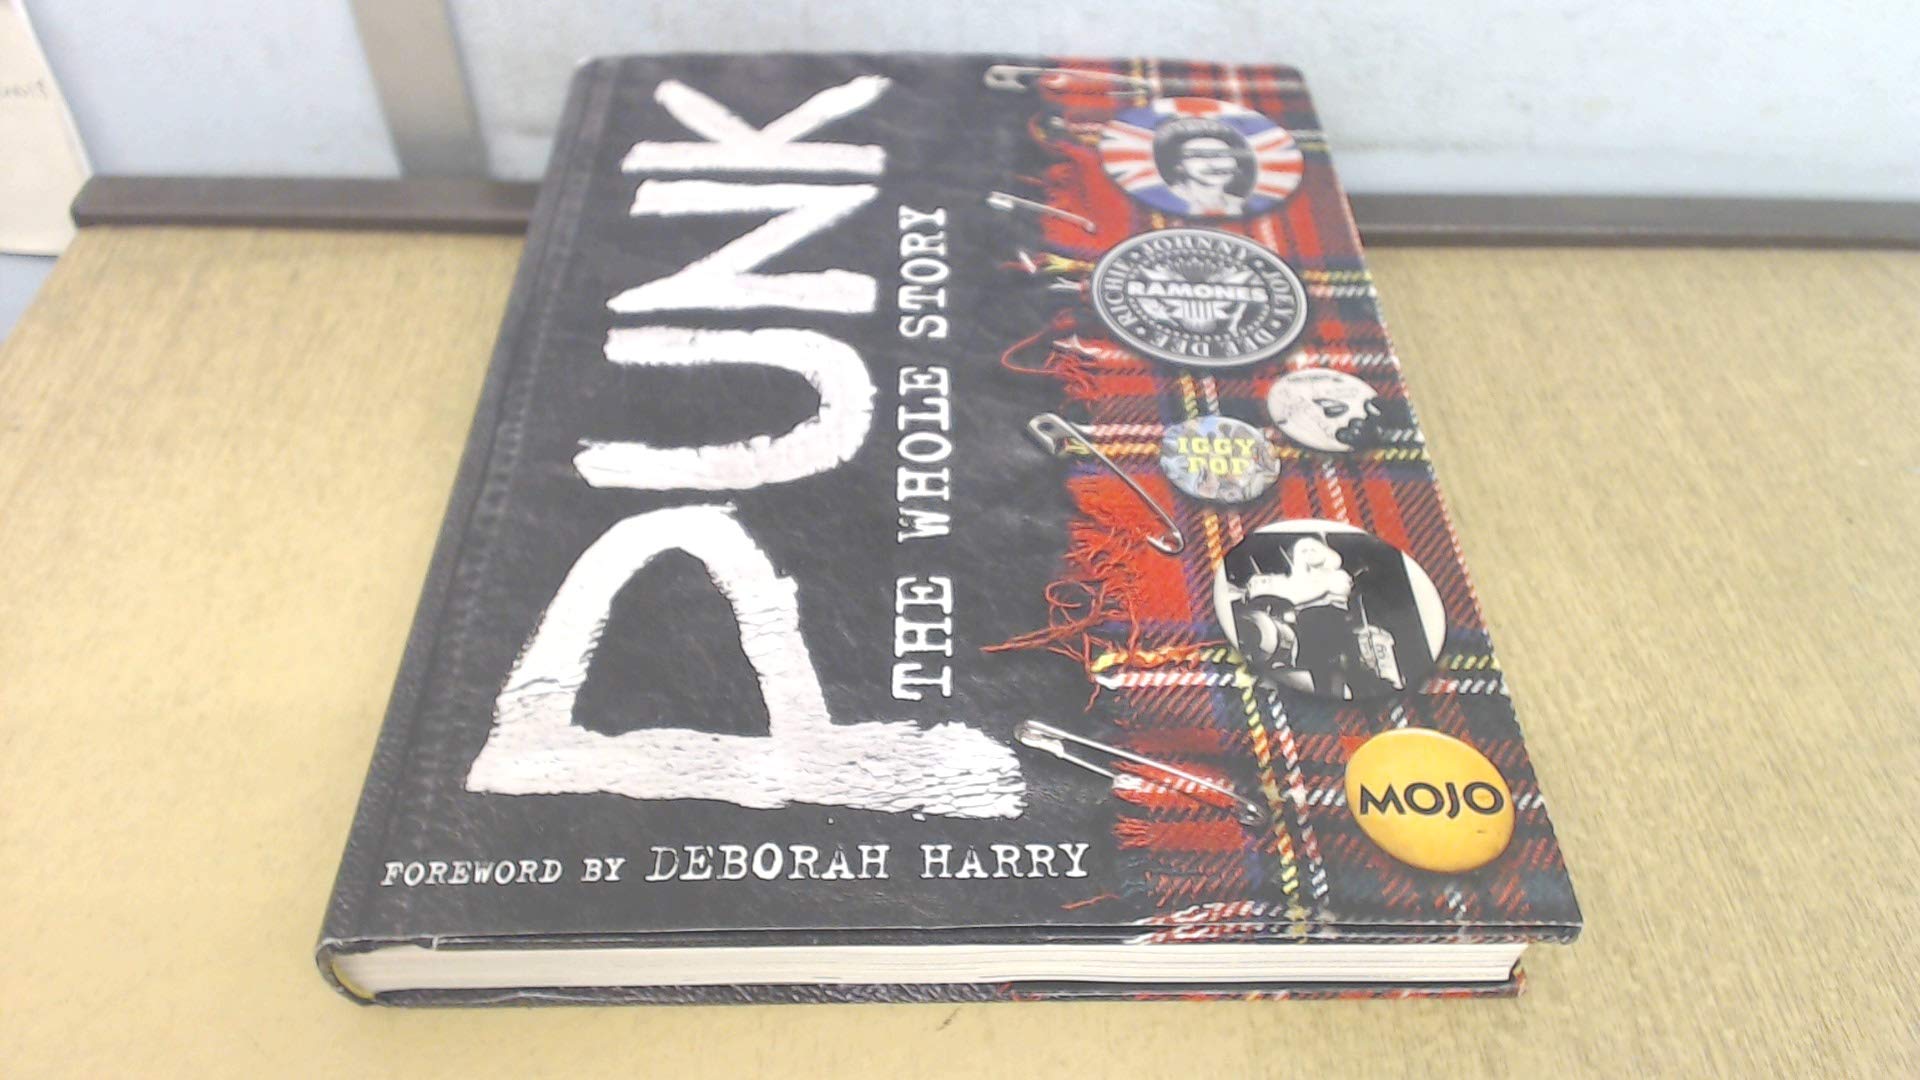 PUNK
THE WHOLE STORY
FOREWORD BY DEBORAH HARRY
RICHIE • JOHNNY • JOEY • DEE DEE •
RAMONES
IGGY
POP
MOJO